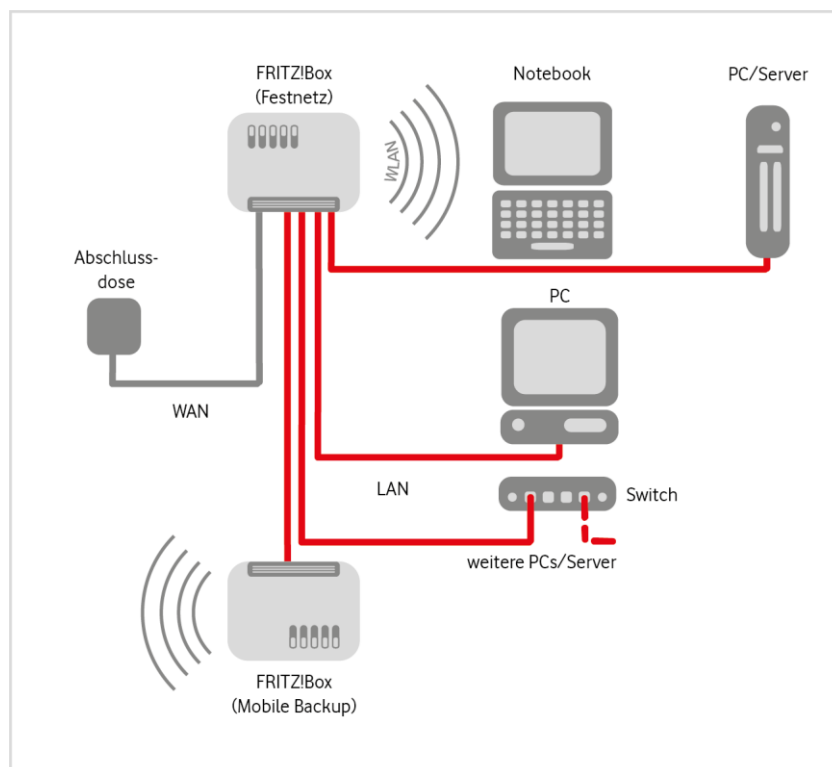 FRITZ!Box
(Festnetz)
Notebook
PC/Server
WLAN
Abschluss-
dose
PC
WAN
LAN
Switch
weitere PCs/Server
FRITZ!Box
(Mobile Backup)